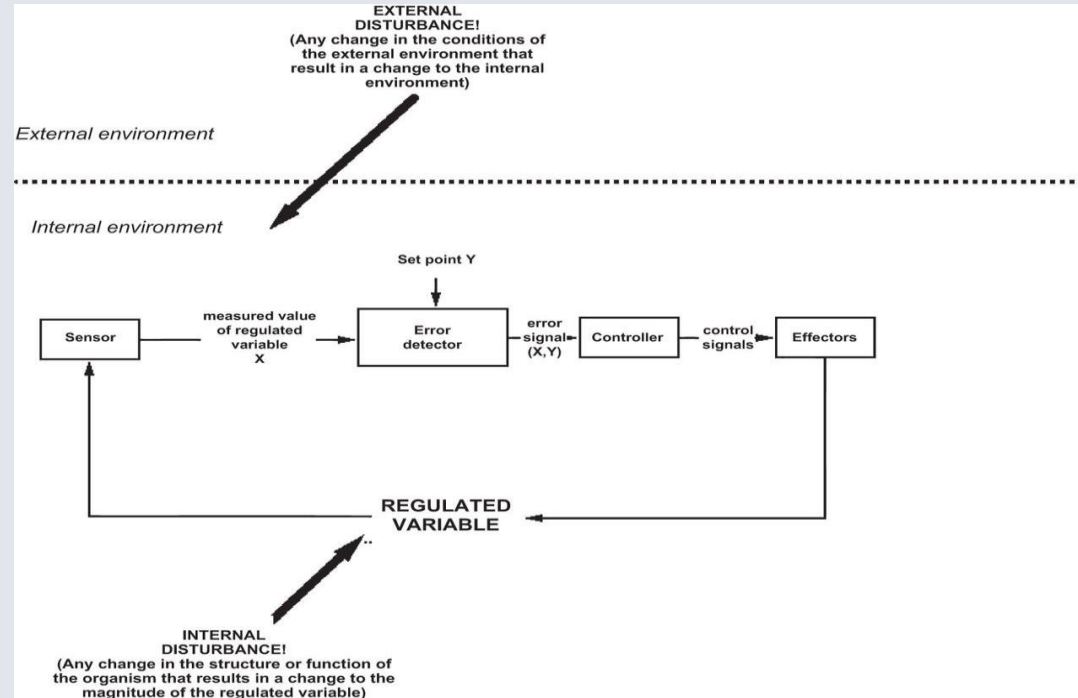 EXTERNAL
DISTURBANCE!
(Any change in the conditions of
the external environment that
result in a change to the internal
environment)
External environment
Internal environment
Set point Y
Sensor
measured value
of regulated
variable
X
Error
detector
error
signal
(X,Y)
Controller
control
signals
Effectors
REGULATED
VARIABLE
INTERNAL
DISTURBANCE!
(Any change in the structure or function of
the organism that results in a change to the
magnitude of the regulated variable)